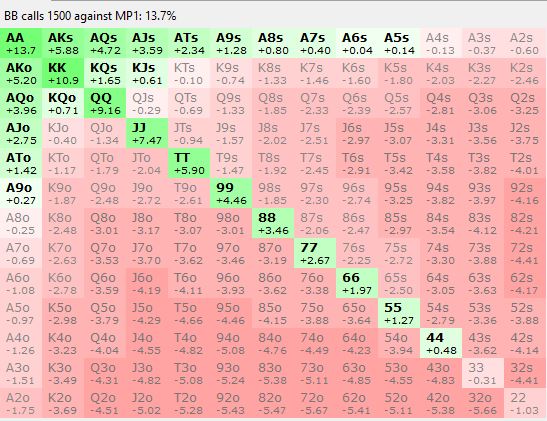 BB calls 1500 against MP1: 13.7%
AA AKs AQs AJs ATs A9s A8s A7s A6s A5s A4s A3s A2s
+13.7 +5.88 +4.72 +3.59 +2.34 +1.28 +0.80 +0.40 +0.04 +0.14 -0.13 -0.37 -0.60
AKo KK KQs KJs KTs K9s K8s K7s K6s K5s K4s K3s K2s
+5.20 +10.9 +1.65 +0.61 -0.10 -0.74 -1.33 -1.46 -1.60 -1.80 -2.03 -2.27 -2.46
AQo KQo QQ QJs QTs Q9s Q8s Q7s Q6s Q5s Q4s Q3s Q2s
+3.96 +0.71 +9.16 -0.29 -0.69 -1.33 -1.85 -2.33 -2.39 -2.57 -2.81 -3.06 -3.25
AJo KJo QJo JJ JTs J9s J8s J7s J6s J5s J4s J3s J2s
+2.75 -0.40 -1.34 +7.47 -0.94 -1.57 -2.02 -2.51 -2.97 -3.07 -3.31 -3.56 -3.75
ATo KTo QTo JTo TT T9s T8s T7s T6s T5s T4s T3s T2s
+1.42 -1.17 -1.79 -2.04 +5.90 -1.47 -1.92 -2.45 -2.91 -3.42 -3.58 -3.82 -4.01
A9o K9o Q9o J9o T9o 99 98s 97s 96s 95s 94s 93s 92s
+0.27 -1.87 -2.48 -2.72 -2.61 +4.46 -1.85 -2.30 -2.74 -3.25 -3.82 -3.97 -4.16
A8o K8o Q8o J8o T8o 98o 88 87s 86s 85s 84s 83s 82s
-0.25 -2.48 -3.01 -3.17 -3.07 -3.01 +3.46 -2.06 -2.47 -2.97 -3.54 -4.12 -4.21
A7o K7o Q7o J7o T7o 97o 87o 77 76s 75s 74s 73s 72s
-0.69 -2.63 -3.53 -3.70 -3.62 -3.46 -3.19 +2.67 -2.25 -2.72 -3.30 -3.88 -4.41
A6o K6o Q6o J6o T6o 96o 86o 76o 66 65s 64s 63s 62s
-1.08 -2.78 -3.59 -4.19 -4.11 -3.93 -3.62 -3.38 +1.97 -2.50 -3.05 -3.63 -4.17
A5o K5o Q5o J5o T5o 95o 85o 75o 65o 55 54s 53s 52s
-0.97 -2.98 -3.79 -4.29 -4.66 -4.46 -4.15 -3.88 -3.64 +1.27 -2.79 -3.36 -3.88
A4o K4o Q4o J4o T4o 94o 84o 74o 64o 54o 44 43s 42s
-1.26 -3.23 -4.04 -4.55 -4.82 -5.08 -4.76 -4.49 -4.23 -3.94 +0.48 -3.62 -4.14
A3o K3o Q3o J3o T3o 93o 83o 73o 63o 53o 43o 33 32s
-1.51 -3.49 -4.31 -4.82 -5.08 -5.24 -5.38 -5.11 -4.85 -4.55 -4.83 -0.31 -4.41
A2o K2o Q2o J2o T2o 92o 82o 72o 62o 52o 42o 32o 22
-1.75 -3.69 -4.51 -5.02 -5.28 -5.43 -5.47 -5.67 -5.41 -5.11 -5.38 -5.66 -1.03